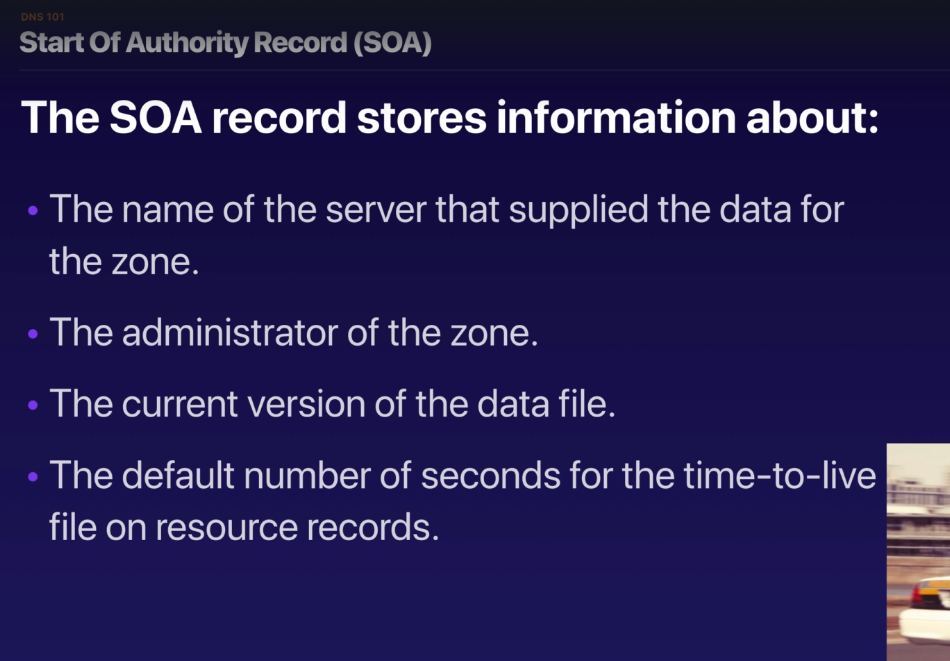 DNS 101
Start Of Authority Record (SOA)
The SOA record stores information about:
• The name of the server that supplied the data for
the zone.
• The administrator of the zone.
• The current version of the data file.
• The default number of seconds for the time-to-live
file on resource records.